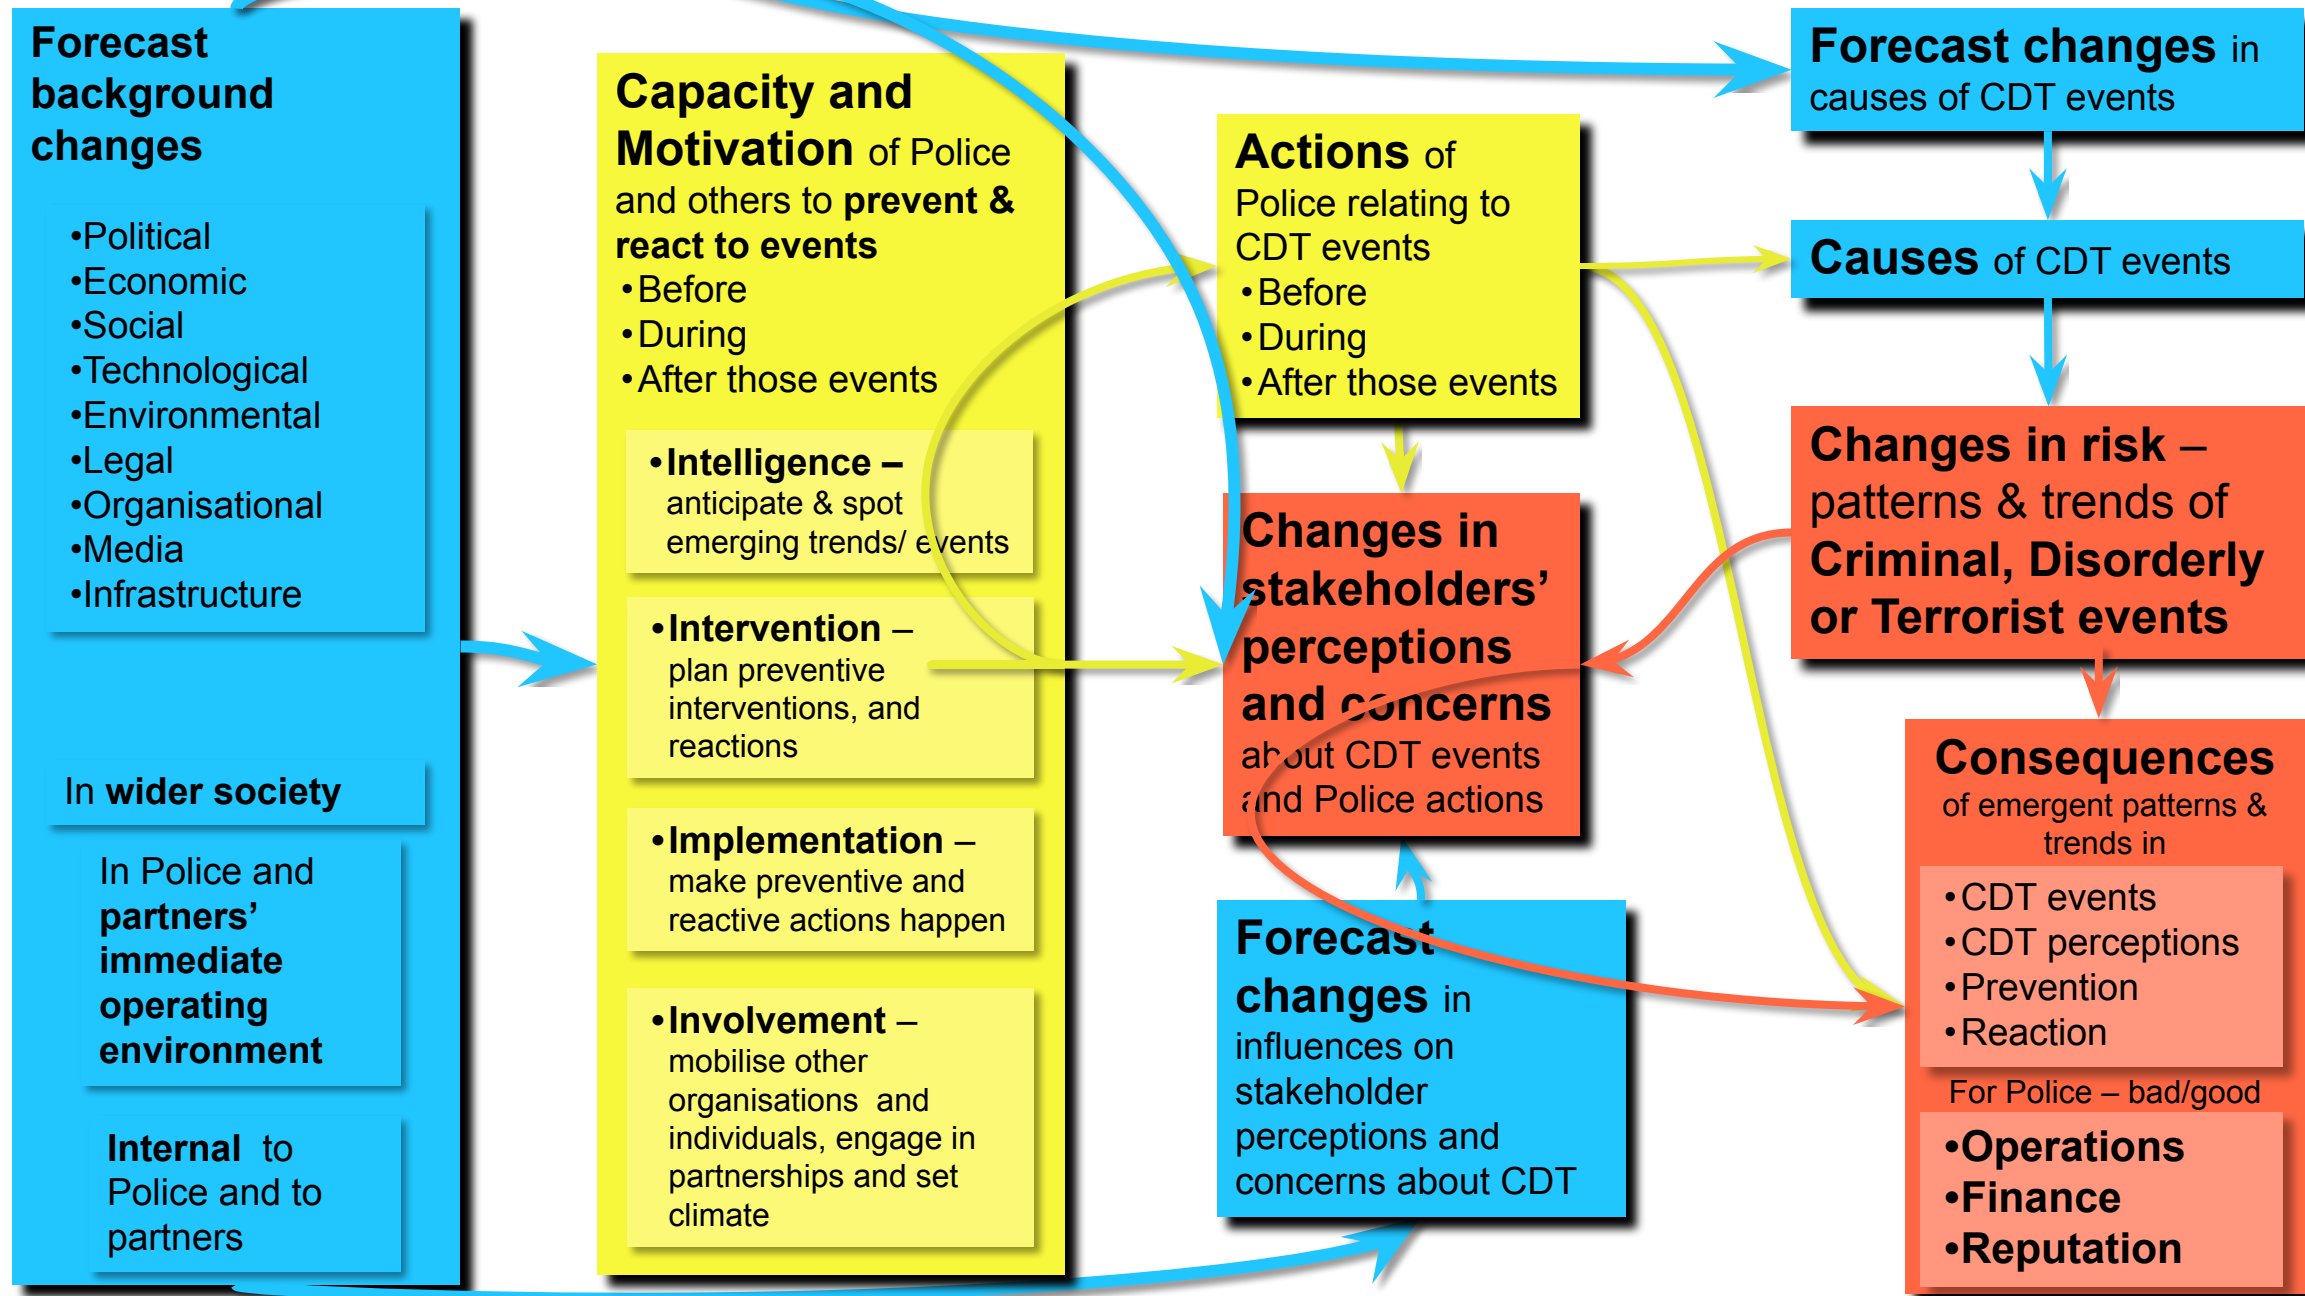 Forecast
background
changes
•Political
•Economic
•Social
•Technological
•Environmental
•Legal
•Organisational
•Media
•Infrastructure
In wider society
In Police and
partners’
immediate
operating
environment
Internal to
Police and to
partners
Capacity and
Motivation of Police
and others to prevent &
react to events
•Before
•During
•After those events
•Intelligence –
anticipate & spot
emerging trends/ events
•Intervention –
plan preventive
interventions, and
reactions
•Implementation –
make preventive and
reactive actions happen
•Involvement –
mobilise other
organisations and
individuals, engage in
partnerships and set
climate
Actions of
Police relating to
CDT events
•Before
•During
•After those events
Changes in
stakeholders’
perceptions
and concerns
about CDT events
and Police actions
Forecast
changes in
influences on
stakeholder
perceptions and
concerns about CDT
Forecast changes in
causes of CDT events
Causes of CDT events
Changes in risk –
patterns & trends of
Criminal, Disorderly
or Terrorist events
Consequences
of emergent patterns &
trends in
•CDT events
•CDT perceptions
•Prevention
•Reaction
For Police – bad/good
•Operations
•Finance
•Reputation